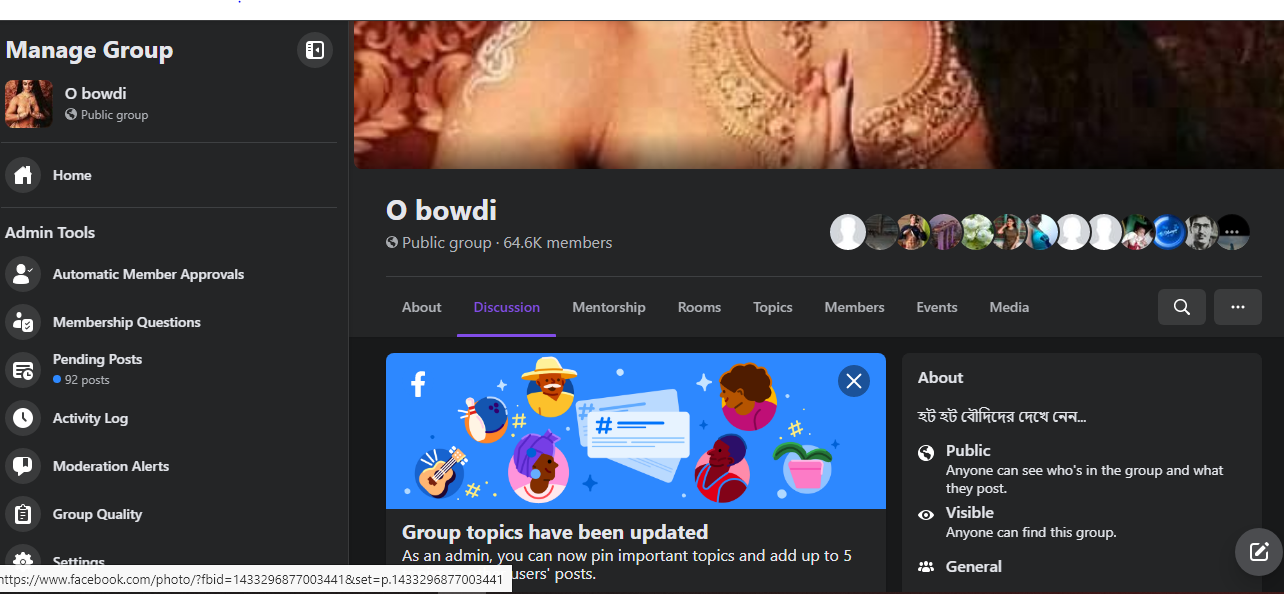 Manage Group
O bowdi
Public group
Home
Admin Tools
Automatic Member Approvals
Membership Questions
Pending Posts
92 posts
Activity Log
Moderation Alerts
Group Quality
Settings
https://www.facebook.com/photo/?fbid=1433296877003441&set=p.1433296877003441
O bowdi
Public group · 64.6K members
About Discussion Mentorship Rooms Topics Members Events Media
Group topics have been updated
As an admin, you can now pin important topics and add up to 5
users' posts.
About
হট হট বৌদিদের দেখে নেন...
Public
Anyone can see who's in the group and what
they post.
Visible
Anyone can find this group.
General